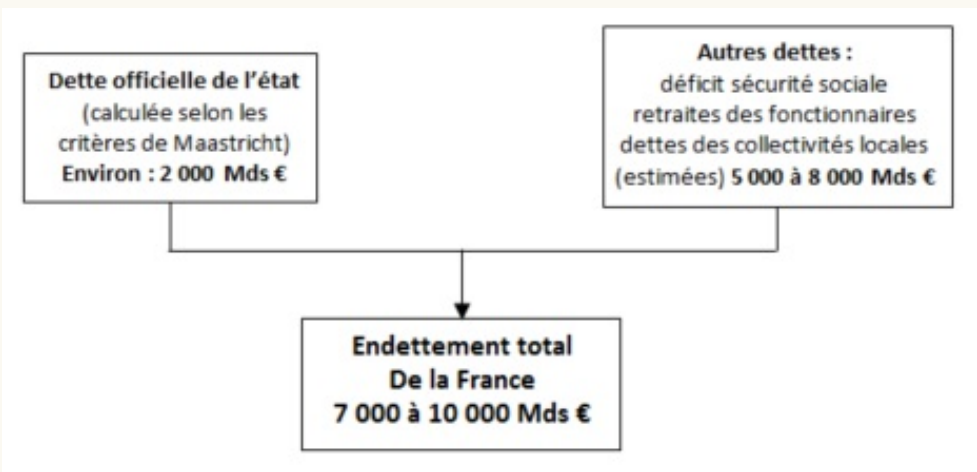 Dette officielle de l'état
(calculée selon les
critères de Maastricht)
Environ : 2 000 Mds €
Autres dettes :
déficit sécurité sociale
retraites des fonctionnaires
dettes des collectivités locales
(estimées) 5 000 à 8 000 Mds €
Endettement total
De la France
7 000 à 10 000 Mds €